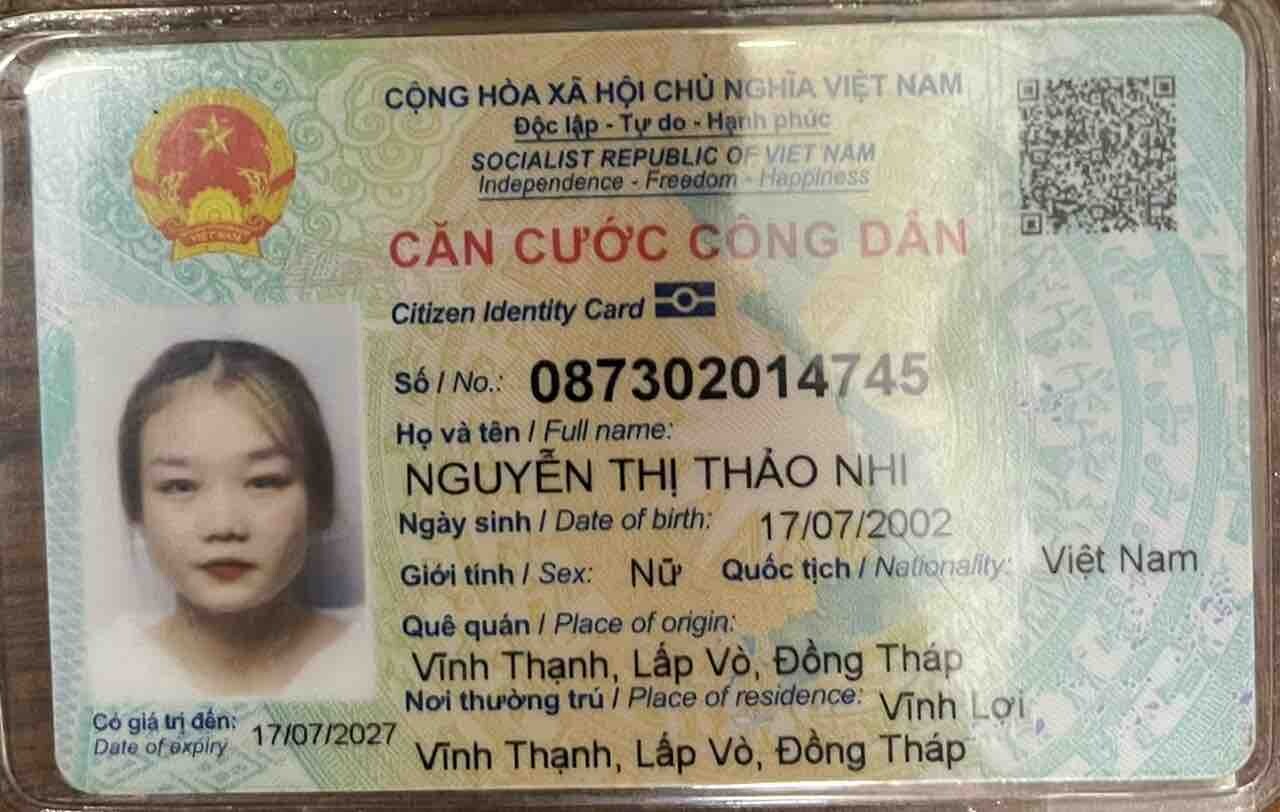 CỘNG HÒA XÃ HỘI CHỦ NGHĨA VIỆT NAM
Độc lập - Tự do - Hạnh phúc
SOCIALIST REPUBLIC OF VIET NAM
Independence - Freedom - Happiness
CĂN CƯỚC CÔNG DÂN
Citizen Identity Card
Số / No.: 087302014745
Họ và tên / Full name:
NGUYỄN THỊ THẢO NHI
Ngày sinh / Date of birth: 17/07/2002
Giới tính / Sex: Nữ Quốc tịch / Nationality: Việt Nam
Quê quán / Place of origin:
Vĩnh Thạnh, Lấp Vò, Đồng Tháp
Nơi thường trú / Place of residence: Vĩnh Lợi
Vĩnh Thạnh, Lấp Vò, Đồng Tháp
Có giá trị đến: 17/07/2027
Date of expiry
VIỆT NAM